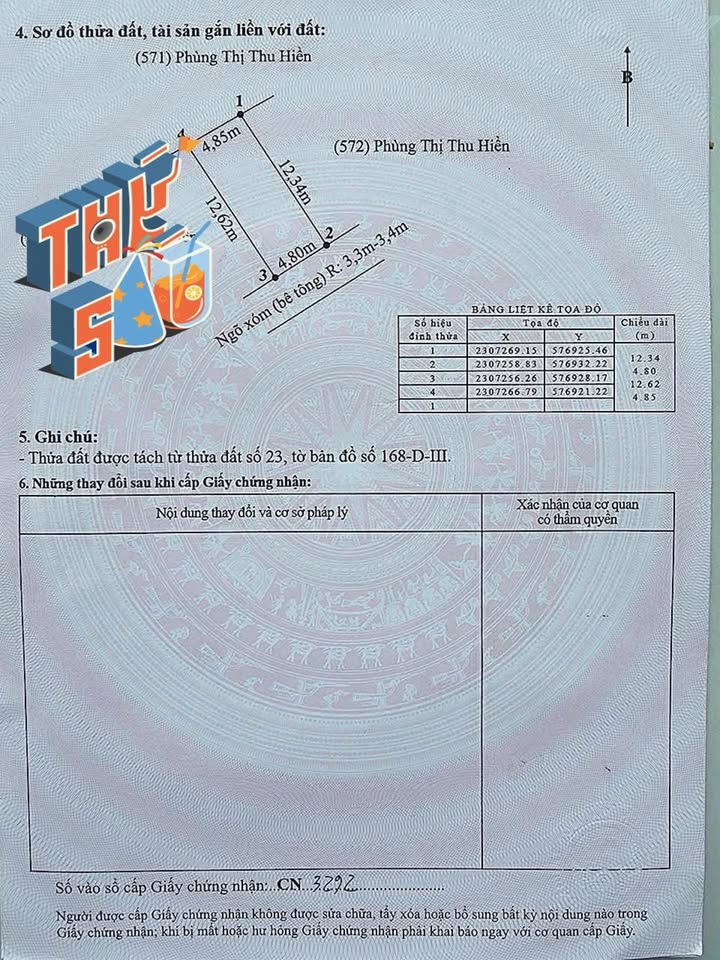 4. Sơ đồ thửa đất, tài sản gắn liền với đất:
(571) Phùng Thị Thu Hiền
B
1
4
4,85m
(572) Phùng Thị Thu Hiền
12,34m
12,62m
THỨ
SÁU
2
4,80m
3
Ngõ xóm (bê tông) R: 3,3m-3,4m
BẢNG LIỆT KÊ TỌA ĐỘ
Số hiệu đỉnh thửa Tọa độ Chiều dài (m)
X Y
1 2307269.15 576925.46
12.34
2 2307258.83 576932.22
4.80
3 2307256.26 576928.17
12.62
4 2307266.79 576921.22
4.85
1
5. Ghi chú:
- Thửa đất được tách từ thửa đất số 23, tờ bản đồ số 168-D-III.
6. Những thay đổi sau khi cấp Giấy chứng nhận:
Nội dung thay đổi và cơ sở pháp lý
Xác nhận của cơ quan
có thẩm quyền
Số vào sổ cấp Giấy chứng nhận:..CN..3292......................
Người được cấp Giấy chứng nhận không được sửa chữa, tẩy xóa hoặc bổ sung bất kỳ nội dung nào trong
Giấy chứng nhận; khi bị mất hoặc hư hỏng Giấy chứng nhận phải khai báo ngay với cơ quan cấp Giấy.